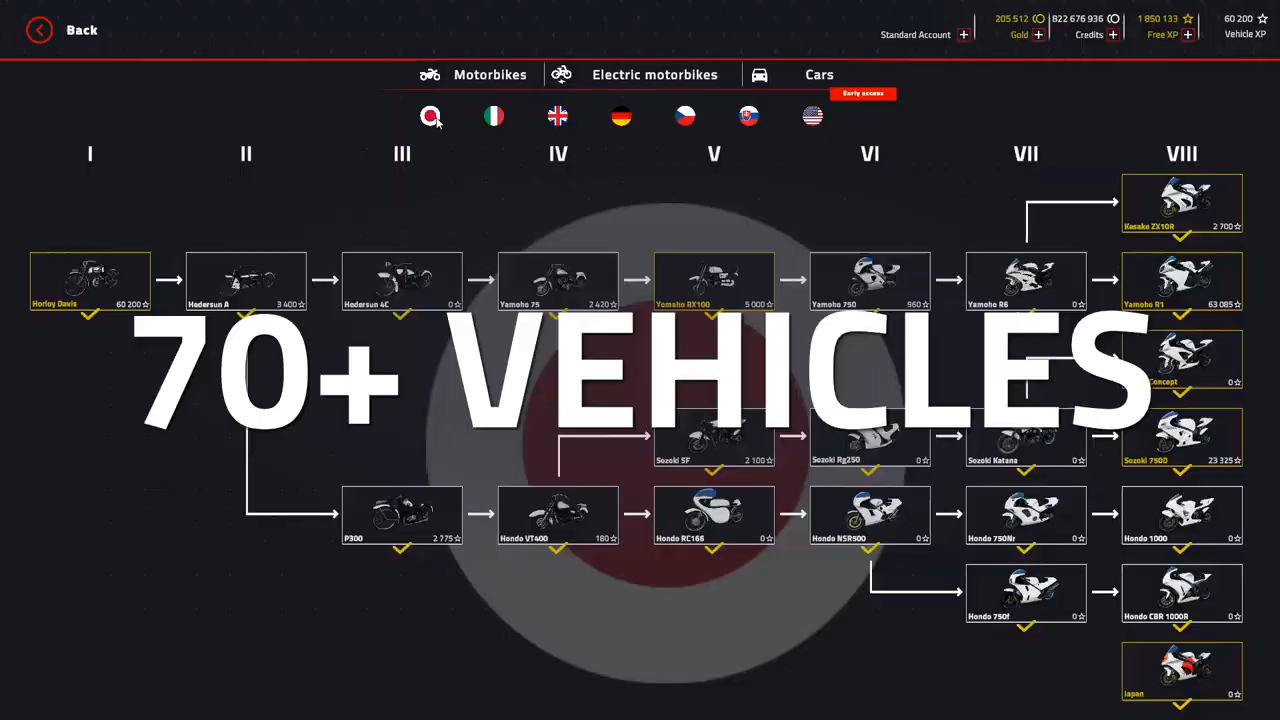 Back
205 512
822 676 936
1 850 133
60 200
Standard Account
Gold
Credits
Free XP
Vehicle XP
Motorbikes
Electric motorbikes
Cars
Early access
I
II
III
IV
V
VI
VII
VIII
Kasake ZX10R 2 700
Horley Davis 60 200
Hedersun A 3 400
Hedersun 4C 0
Yamoho 75 2 420
Yamoho RX100 5 000
Yamoho 750 960
Yamoho R6 0
Yamoho R1 63 085
70+ VEHICLES
Concept 0
Sozoki SF 2 100
Sozoki Rg250 0
Sozoki Katana 0
Sozoki 750D 23 325
P300 2 775
Hondo VT400 180
Hondo RC166 0
Hondo NSR500 0
Hondo 750Nr 0
Hondo 1000 0
Hondo 750f 0
Hondo CBR 1000R 0
Iapan 0